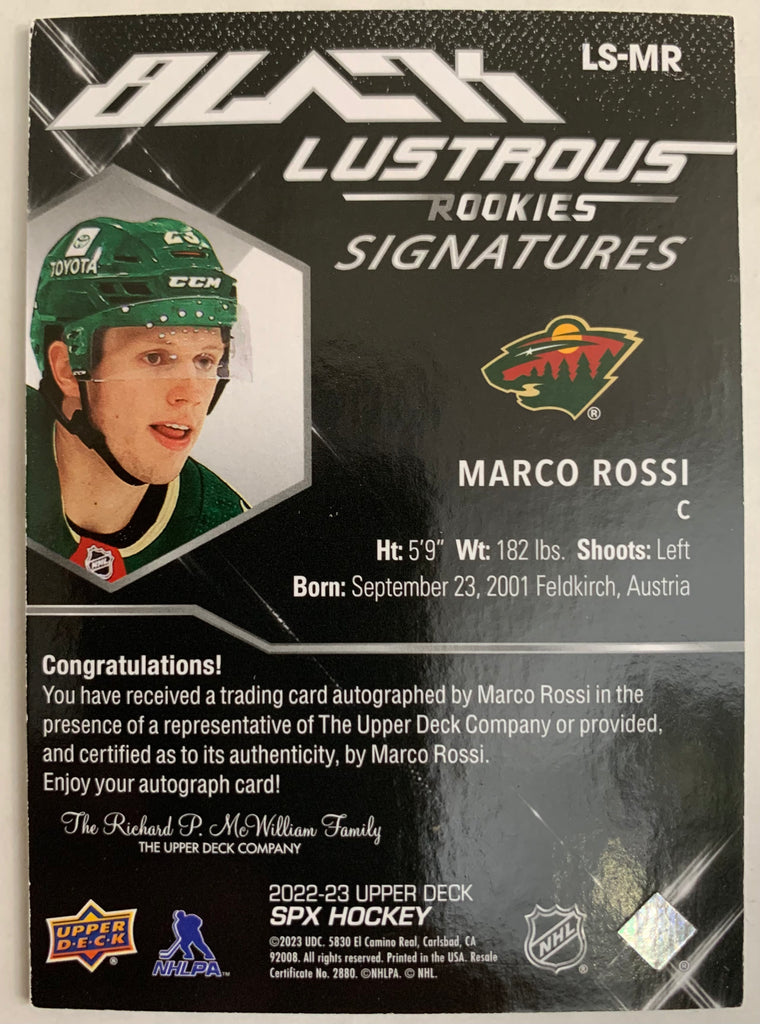 BLACK
LS-MR
LUSTROUS
ROOKIES
SIGNATURES
TOYOTA
CCM
NHL
MARCO ROSSI
C
Ht: 5'9" Wt: 182 lbs. Shoots: Left
Born: September 23, 2001 Feldkirch, Austria
Congratulations!
You have received a trading card autographed by Marco Rossi in the
presence of a representative of The Upper Deck Company or provided,
and certified as to its authenticity, by Marco Rossi.
Enjoy your autograph card!
The Richard P. McWilliam Family
THE UPPER DECK COMPANY
2022-23 UPPER DECK
SPX HOCKEY
©2023 UDC. 5830 El Camino Real, Carlsbad, CA
92008. All rights reserved. Printed in the USA. Resale
Certificate No. 2880. ©NHLPA. © NHL.
UPPER
D·E·C·K
®
NHLPA™
NHL
®
®